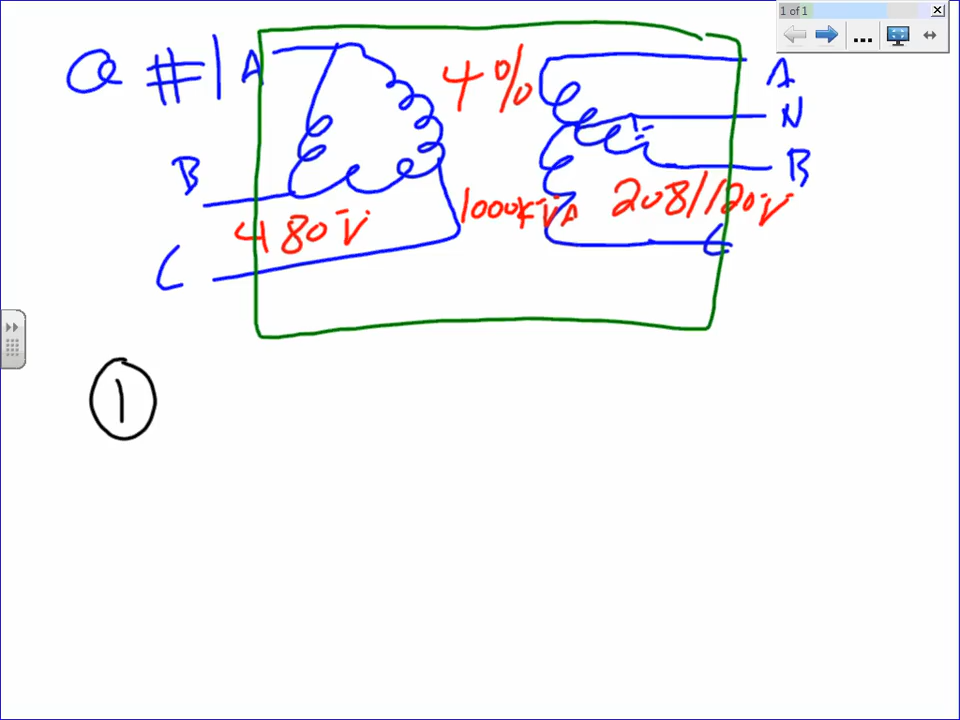 1 of 1
Q #1 A 4% A
N
B B
1000KVA 208/120V
480V
C C
1